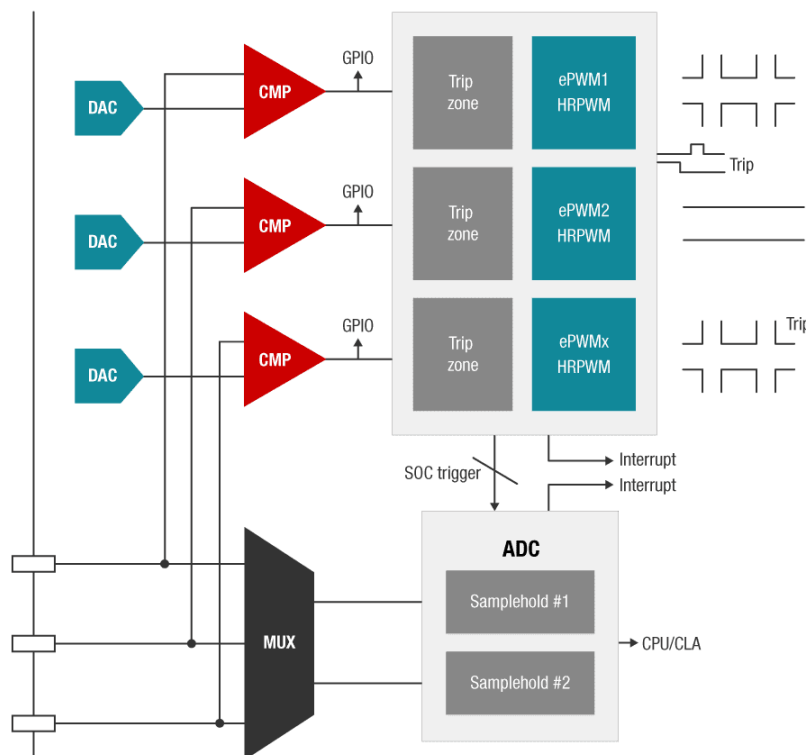 GPIO
DAC
CMP
Trip
zone
ePWM1
HRPWM
Trip
GPIO
DAC
CMP
Trip
zone
ePWM2
HRPWM
GPIO
DAC
CMP
Trip
zone
ePWMx
HRPWM
Trip
SOC trigger
Interrupt
Interrupt
ADC
MUX
Samplehold #1
Samplehold #2
CPU/CLA